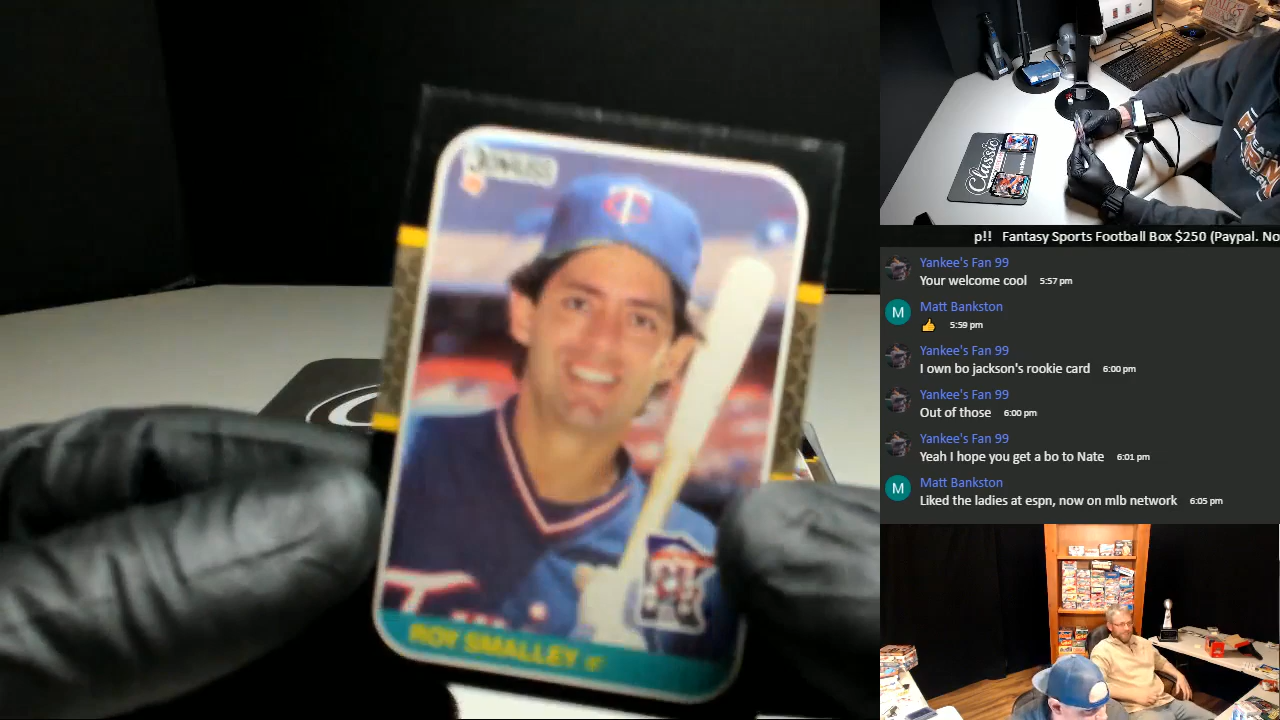 DONRUSS
ROY SMALLEY IF
Classic
p!! Fantasy Sports Football Box $250 (Paypal. No
Yankee's Fan 99
Your welcome cool 5:57 pm
M
Matt Bankston
👍 5:59 pm
Yankee's Fan 99
I own bo jackson's rookie card 6:00 pm
Yankee's Fan 99
Out of those 6:00 pm
Yankee's Fan 99
Yeah I hope you get a bo to Nate 6:01 pm
M
Matt Bankston
Liked the ladies at espn, now on mlb network 6:05 pm